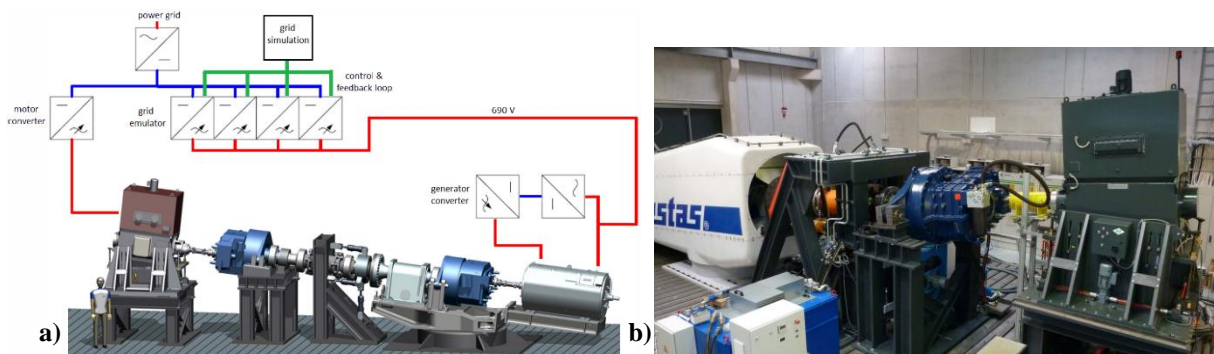 power grid
grid
simulation
control &
feedback loop
motor
converter
grid
emulator
690 V
generator
converter
stas®
a)
b)